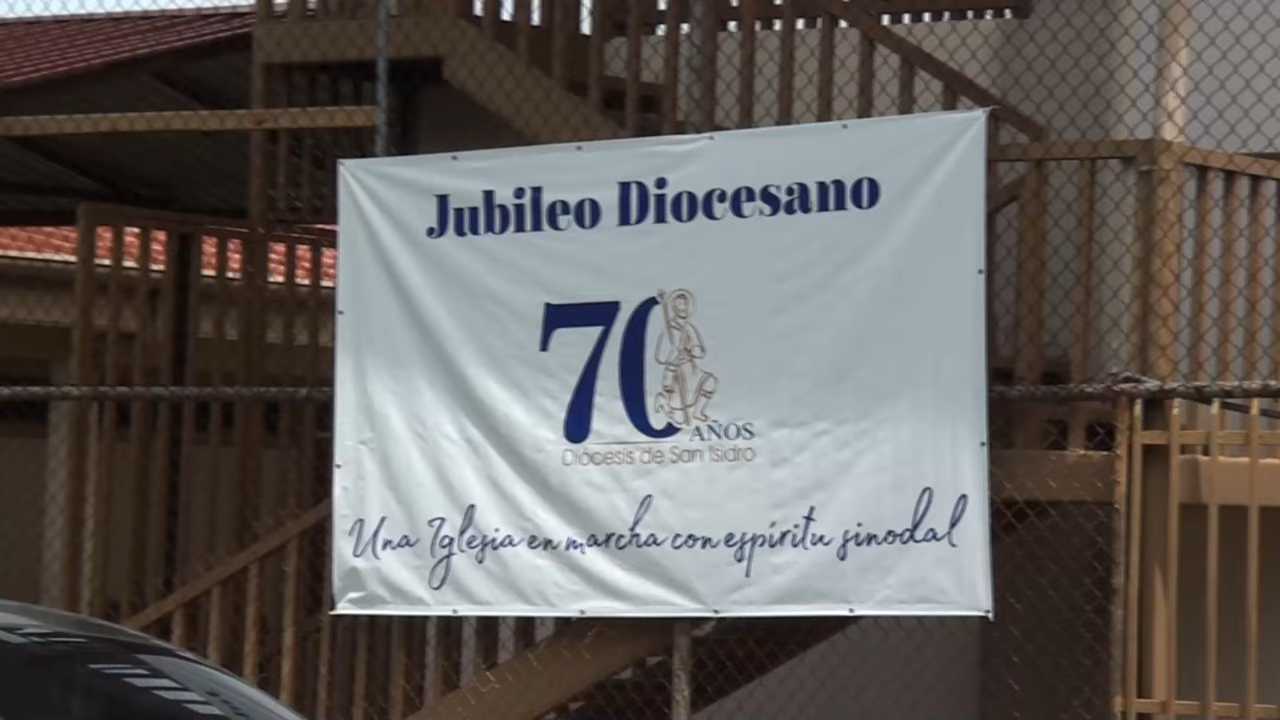 Jubileo Diocesano
70
AÑOS
Diócesis de San Isidro
Una Iglesia en marcha con espíritu sinodal